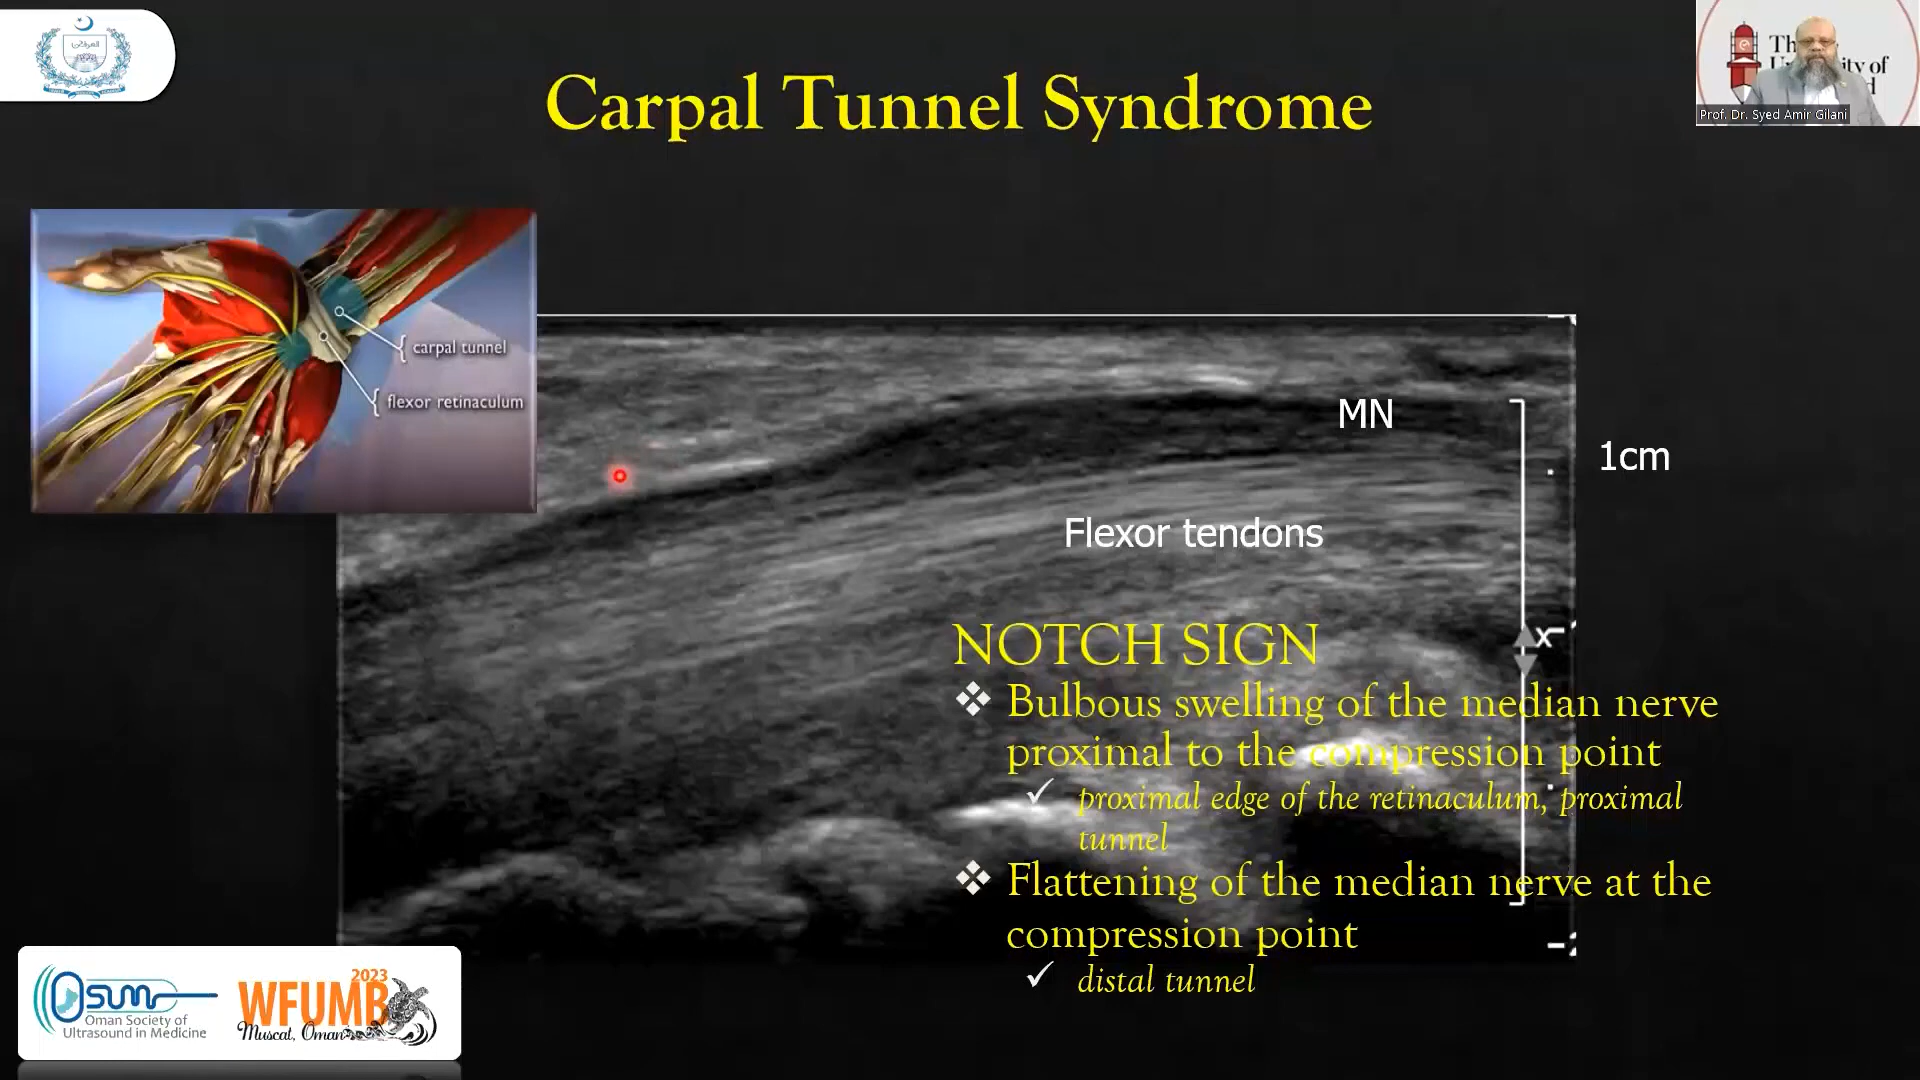 Carpal Tunnel Syndrome
Prof. Dr. Syed Amir Gilani
carpal tunnel
flexor retinaculum
MN
1cm
Flexor tendons
NOTCH SIGN
Bulbous swelling of the median nerve
proximal to the compression point
proximal edge of the retinaculum, proximal
tunnel
Flattening of the median nerve at the
compression point
distal tunnel
OSUM
Oman Society of
Ultrasound in Medicine
2023
WFUMB
Muscat, Oman